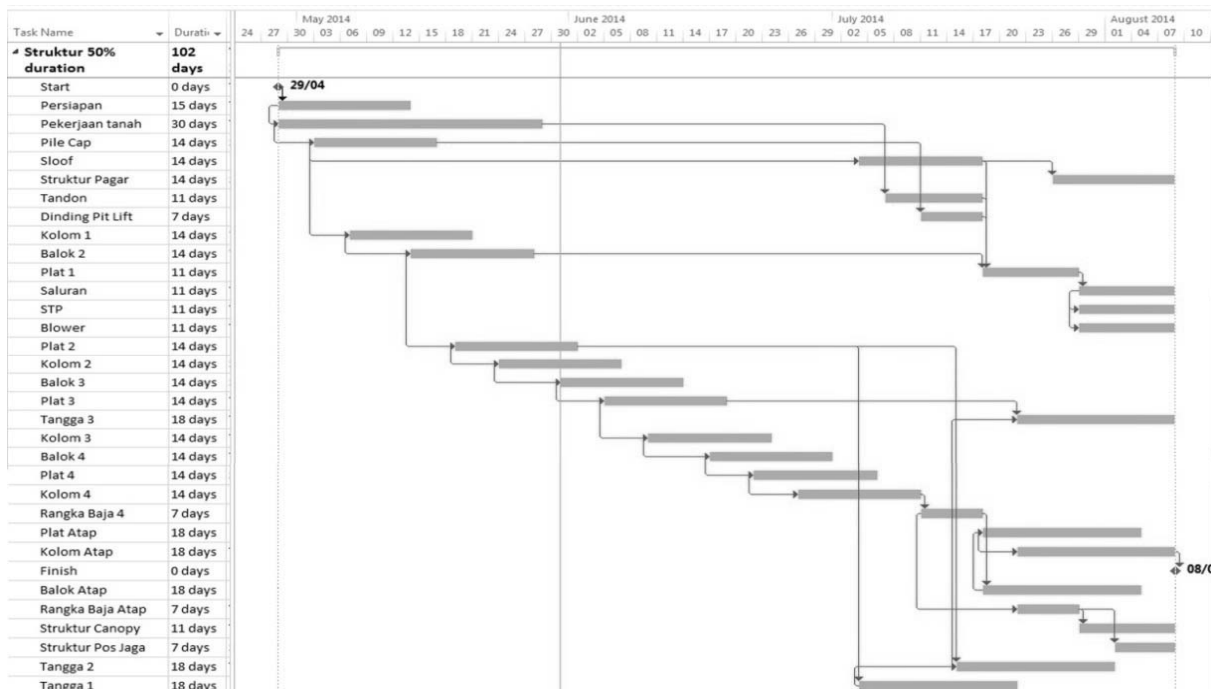 May 2014 June 2014 July 2014 August 2014
Task Name Durati 24 27 30 03 06 09 12 15 18 21 24 27 30 02 05 08 11 14 17 20 23 26 29 02 05 08 11 14 17 20 23 26 29 01 04 07 10
Struktur 50% duration 102 days
Start 0 days 29/04
Persiapan 15 days
Pekerjaan tanah 30 days
Pile Cap 14 days
Sloof 14 days
Struktur Pagar 14 days
Tandon 11 days
Dinding Pit Lift 7 days
Kolom 1 14 days
Balok 2 14 days
Plat 1 11 days
Saluran 11 days
STP 11 days
Blower 11 days
Plat 2 14 days
Kolom 2 14 days
Balok 3 14 days
Plat 3 14 days
Tangga 3 18 days
Kolom 3 14 days
Balok 4 14 days
Plat 4 14 days
Kolom 4 14 days
Rangka Baja 4 7 days
Plat Atap 18 days
Kolom Atap 18 days
Finish 0 days
Balok Atap 18 days
Rangka Baja Atap 7 days
Struktur Canopy 11 days
Struktur Pos Jaga 7 days
Tangga 2 18 days
Tangga 1 18 days